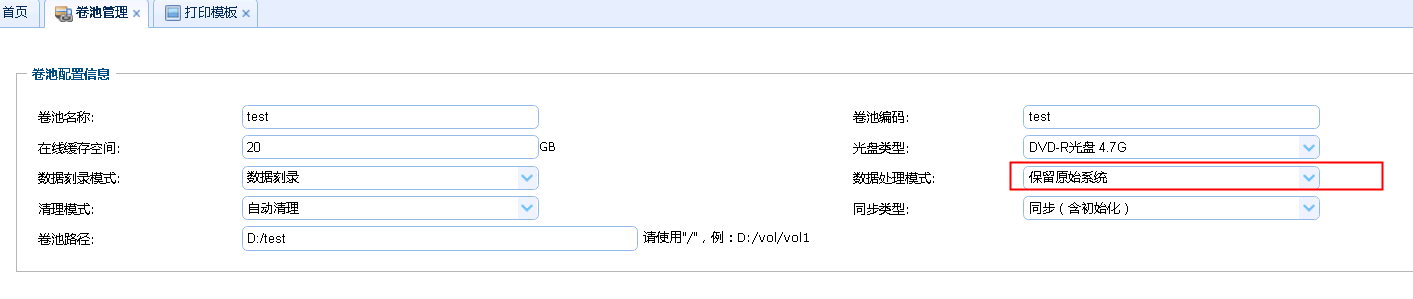 首页 卷池管理 打印模板
卷池配置信息
卷池名称: test 卷池编码: test
在线缓存空间: 20 GB 光盘类型: DVD-R光盘 4.7G
数据刻录模式: 数据刻录 数据处理模式: 保留原始系统
清理模式: 自动清理 同步类型: 同步（含初始化）
卷池路径: D:/test 请使用"/"，例：D:/vol/vol1